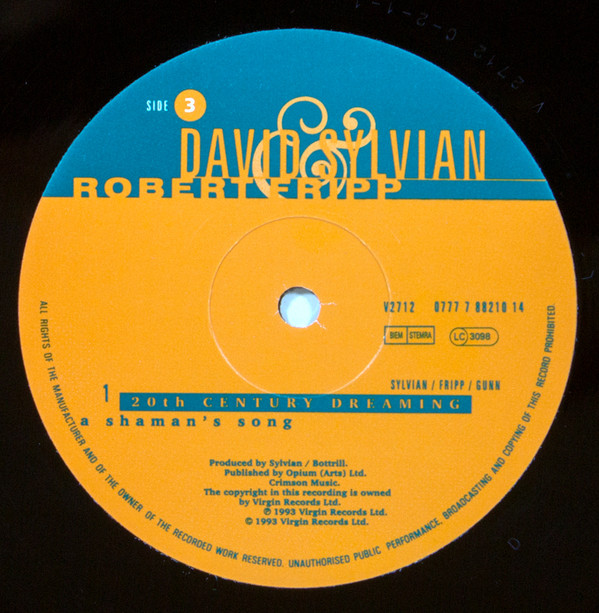 V 2712 C-2-1-1
SIDE 3
DAVID SYLVIAN
&
ROBERT FRIPP
V2712 0777 7 88210 14
BIEM STEMRA LC 3098
SYLVIAN / FRIPP / GUNN
1 20th CENTURY DREAMING
a shaman's song
Produced by Sylvian / Bottrill.
Published by Opium (Arts) Ltd.
Crimson Music.
The copyright in this recording is owned
by Virgin Records Ltd.
℗ 1993 Virgin Records Ltd.
© 1993 Virgin Records Ltd.
ALL RIGHTS OF THE MANUFACTURER AND OF THE OWNER OF THE RECORDED WORK RESERVED. UNAUTHORISED PUBLIC PERFORMANCE, BROADCASTING AND COPYING OF THIS RECORD PROHIBITED.